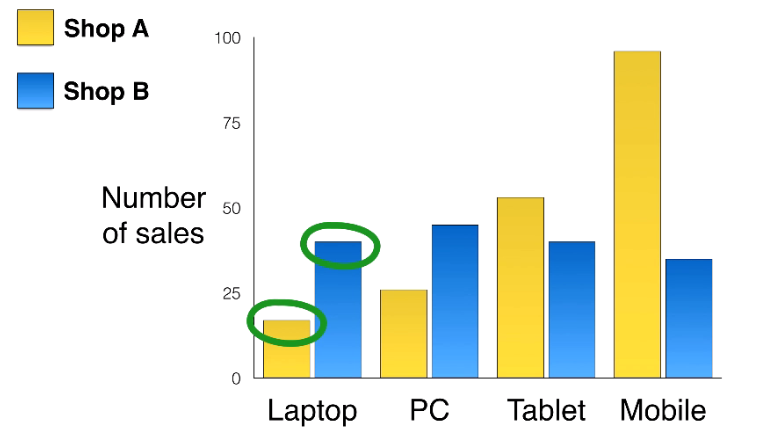 Shop A
Shop B
100
75
50
25
0
Number
of sales
Laptop PC Tablet Mobile